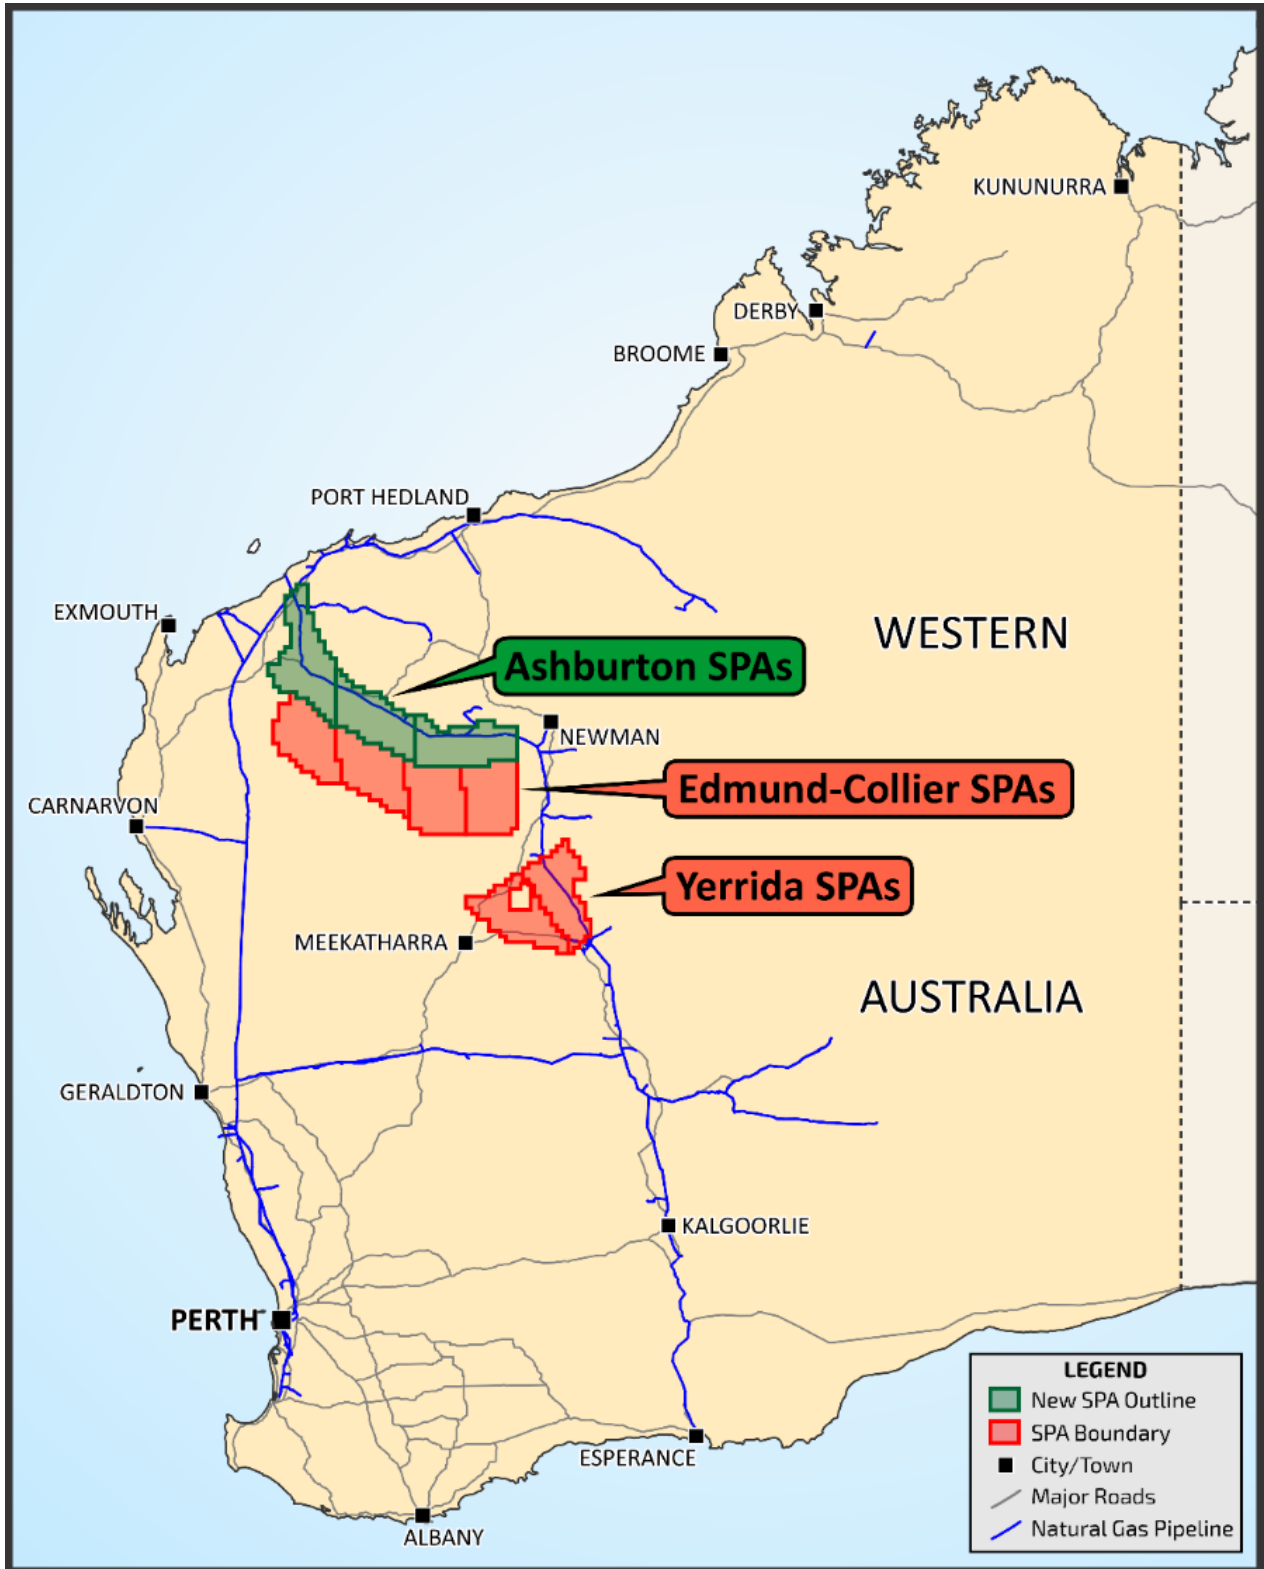 KUNUNURRA
DERBY
BROOME
PORT HEDLAND
EXMOUTH
WESTERN
Ashburton SPAs
NEWMAN
Edmund-Collier SPAs
CARNARVON
Yerrida SPAs
MEEKATHARRA
AUSTRALIA
GERALDTON
KALGOORLIE
PERTH
LEGEND
New SPA Outline
SPA Boundary
City/Town
Major Roads
Natural Gas Pipeline
ESPERANCE
ALBANY